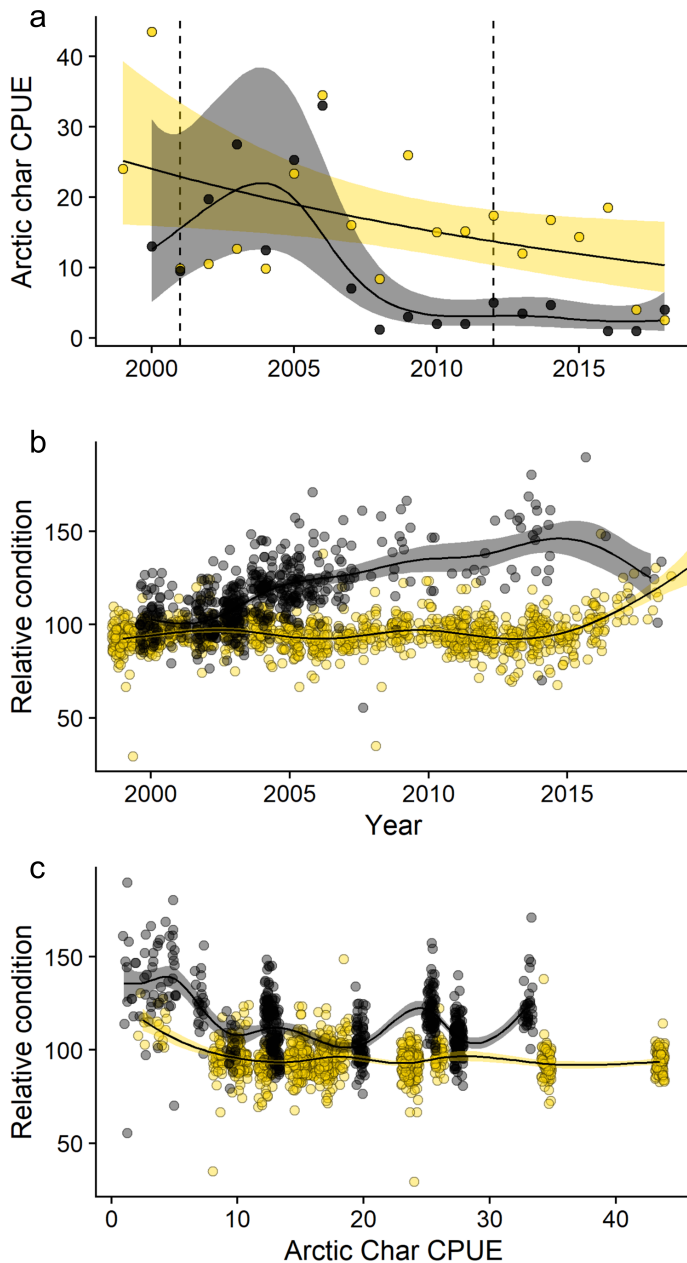 a
Arctic char CPUE
40
30
20
10
0
2000 2005 2010 2015
b
Relative condition
150
100
50
2000 2005 2010 2015
Year
c
Relative condition
150
100
50
0 10 20 30 40
Arctic Char CPUE